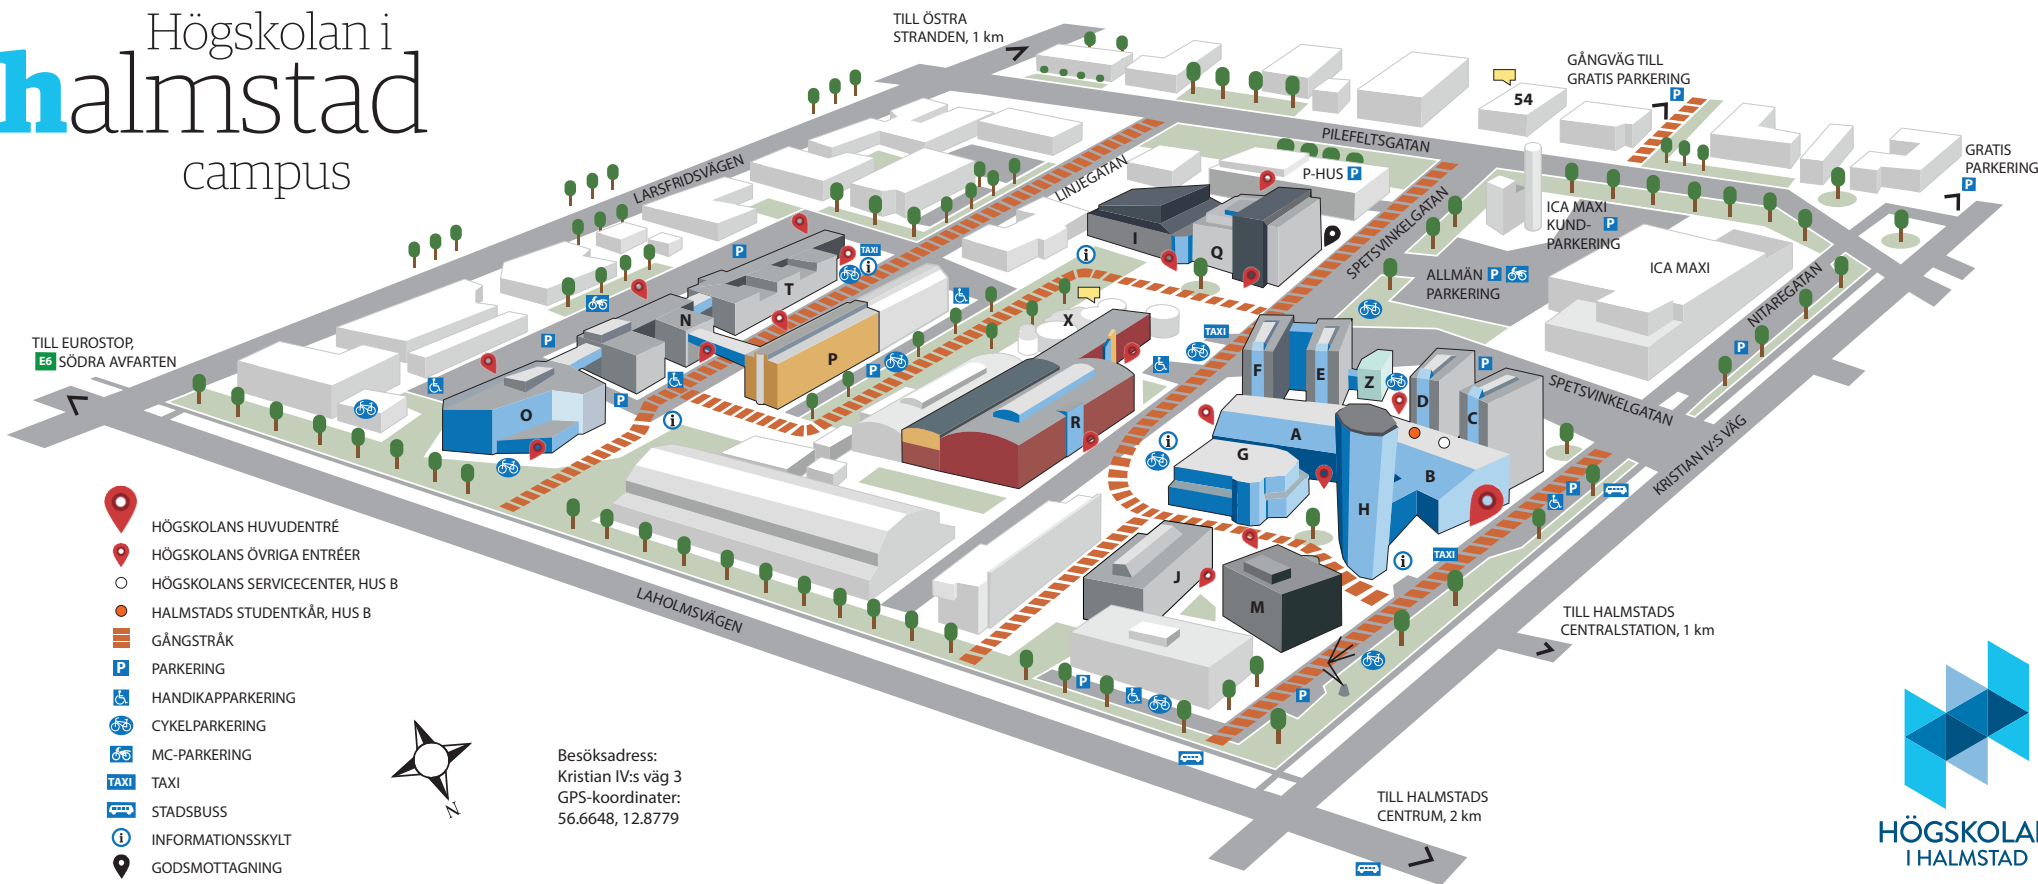 Högskolan i
halmstad
campus
TILL ÖSTRA
STRANDEN, 1 km
GÅNGVÄG TILL
GRATIS PARKERING
P
54
PILEFELTSGATAN
GRATIS
PARKERING
P
LARSFRIDSVÄGEN
LINJEGATAN
P-HUS P
SPETSVINKELGATAN
ICA MAXI
KUND- P
PARKERING
ICA MAXI
ALLMÄN P
PARKERING
NITAREGATAN
TILL EUROSTOP,
E6 SÖDRA AVFARTEN
P
TAXI
i
i
I
Q
T
N
P
X
P
P
P
O
i
P
R
TAXI
F
E
Z
D
C
P
P
SPETSVINKELGATAN
KRISTIAN IV:S VÄG
i
A
G
B
H
P
TAXI
i
J
M
P
P
LAHOLMSVÄGEN
TILL HALMSTADS
CENTRALSTATION, 1 km
TILL HALMSTADS
CENTRUM, 2 km
HÖGSKOLANS HUVUDENTRÉ
HÖGSKOLANS ÖVRIGA ENTRÉER
HÖGSKOLANS SERVICECENTER, HUS B
HALMSTADS STUDENTKÅR, HUS B
GÅNGSTRÅK
P PARKERING
HANDIKAPPARKERING
CYKELPARKERING
MC-PARKERING
TAXI TAXI
STADSBUSS
i INFORMATIONSSKYLT
GODSMOTTAGNING
N
Besöksadress:
Kristian IV:s väg 3
GPS-koordinater:
56.6648, 12.8779
HÖGSKOLAN
I HALMSTAD